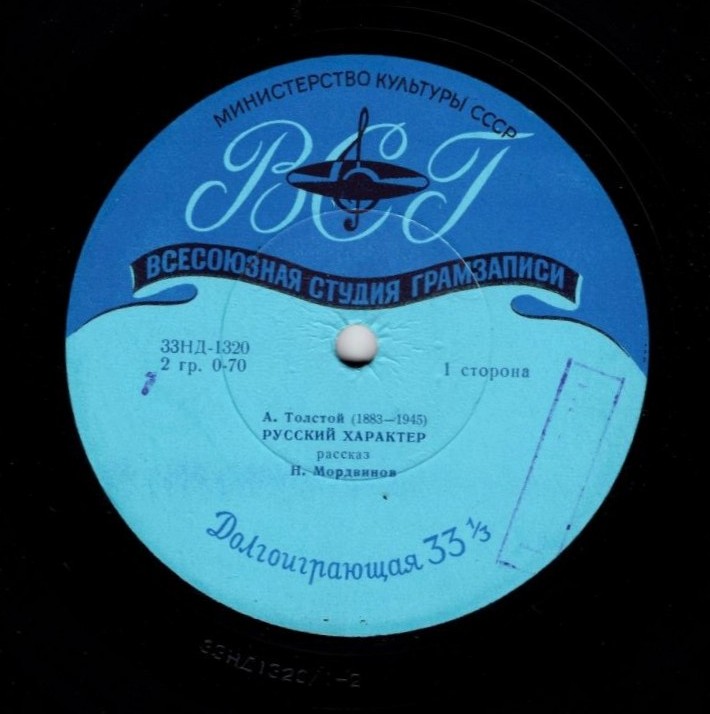 МИНИСТЕРСТВО КУЛЬТУРЫ СССР
ВСГ
ВСЕСОЮЗНАЯ СТУДИЯ ГРАМЗАПИСИ
33НД-1320
2 гр. 0-70
1 сторона
А. Толстой (1883—1945)
РУССКИЙ ХАРАКТЕР
рассказ
Н. Мордвинов
Долгоиграющая 33 1/3
33НД1320/1-2